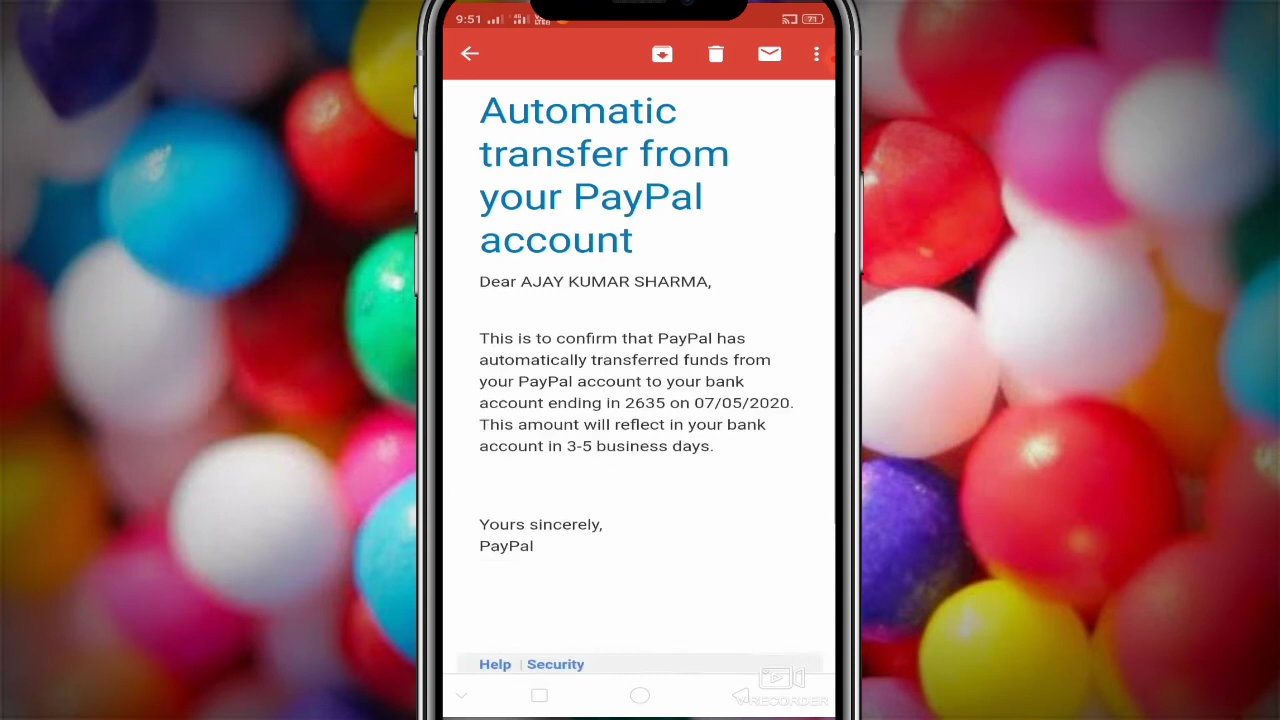 9:51
71
Automatic
transfer from
your PayPal
account
Dear AJAY KUMAR SHARMA,
This is to confirm that PayPal has
automatically transferred funds from
your PayPal account to your bank
account ending in 2635 on 07/05/2020.
This amount will reflect in your bank
account in 3-5 business days.
Yours sincerely,
PayPal
Help | Security
V RECORDER